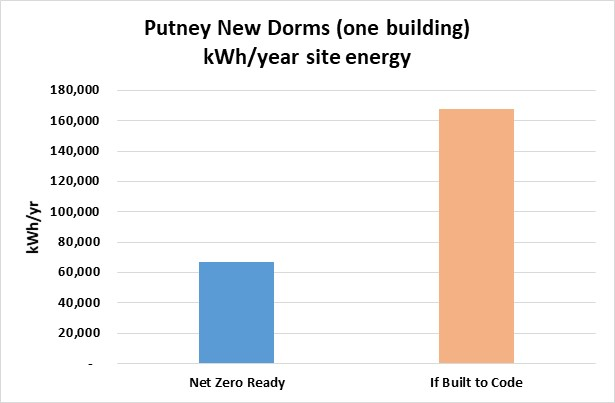 Putney New Dorms (one building)
kWh/year site energy
kWh/yr
180,000
160,000
140,000
120,000
100,000
80,000
60,000
40,000
20,000
-
Net Zero Ready
If Built to Code